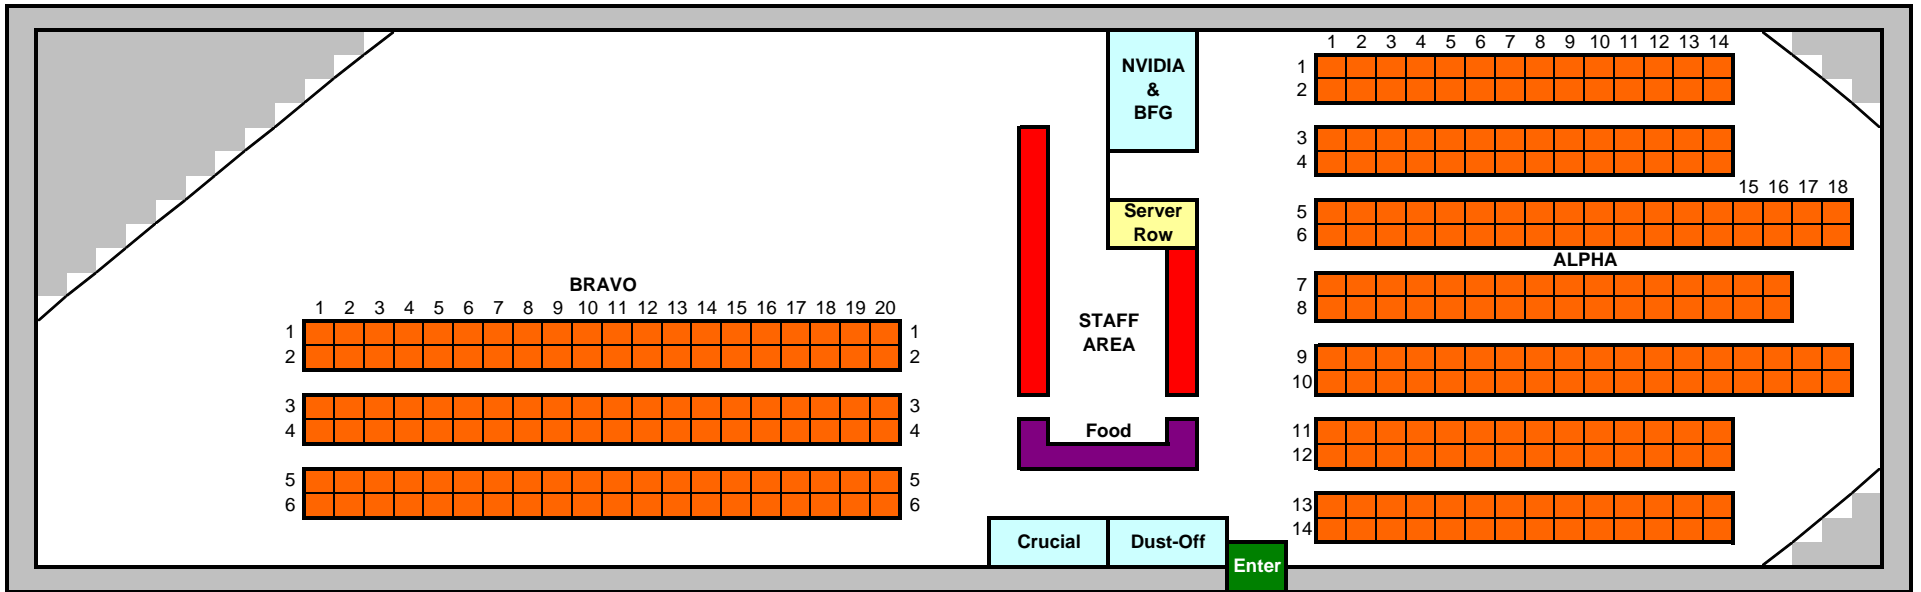 1 2 3 4 5 6 7 8 9 10 11 12 13 14
NVIDIA
&
BFG
1
2
3
4
15 16 17 18
Server
Row
5
6
ALPHA
7
8
BRAVO
1 2 3 4 5 6 7 8 9 10 11 12 13 14 15 16 17 18 19 20
1 1
2 2
STAFF
AREA
9
10
3 3
4 4
Food
11
12
5 5
6 6
13
14
Crucial
Dust-Off
Enter